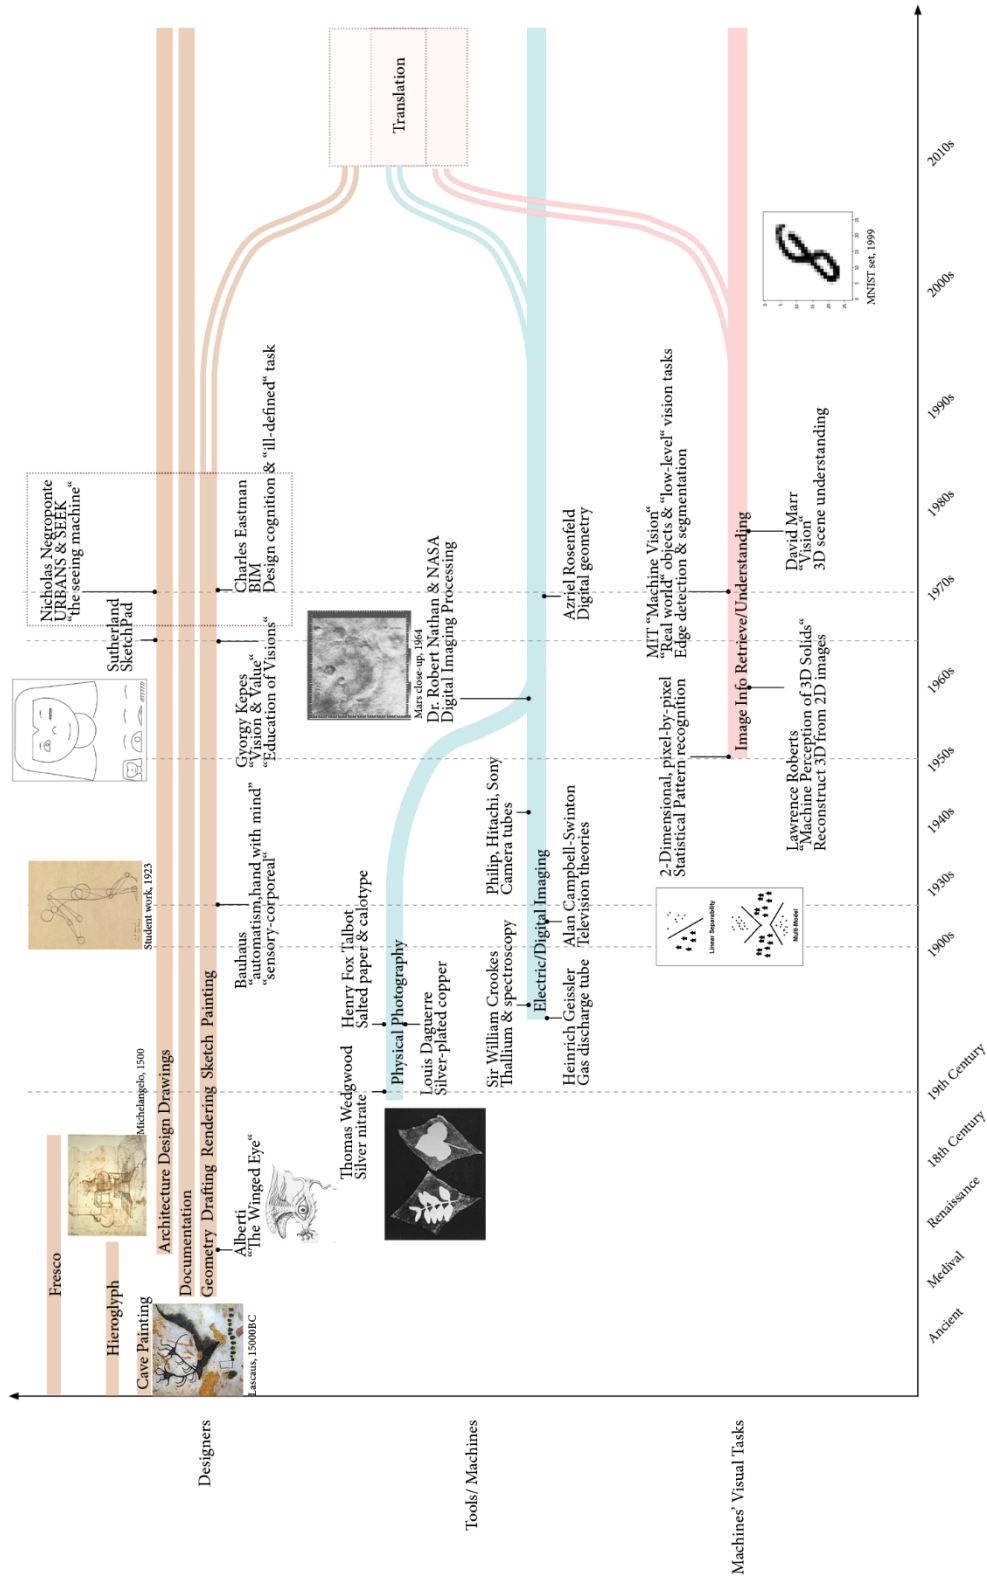 Designers
Fresco
Hieroglyph
Cave Painting
Lascaus, 15000BC
Michelangelo, 1500
Architecture Design Drawings
Documentation
Geometry Drafting Rendering Sketch Painting
Alberti
“The Winged Eye“
Student work, 1923
Bauhaus
“automatism,hand with mind”
“sensory-corporeal“
Gyorgy Kepes
“Vision & Value“
“Education of Visions“
Sutherland
SketchPad
Nicholas Negroponte
URBANS & SEEK
“the seeing machine“
Charles Eastman
BIM
Design cognition & “ill-defined“ task
Translation
Tools/ Machines
Thomas Wedgwood
Silver nitrate
Henry Fox Talbot
Salted paper & calotype
Physical Photography
Louis Daguerre
Silver-plated copper
Mars close-up, 1964
Dr. Robert Nathan & NASA
Digital Imaging Processing
Sir William Crookes
Thallium & spectroscopy
Philip, Hitachi, Sony
Camera tubes
Electric/Digital Imaging
Heinrich Geissler
Gas discharge tube
Alan Campbell-Swinton
Television theories
Azriel Rosenfeld
Digital geometry
Machines’ Visual Tasks
2-Dimensional, pixel-by-pixel
Statistical Pattern recognition
MIT “Machine Vision“
“Real world“ objects & “low-level“ vision tasks
Edge detection & segmentation
Linear Separability
Multi-Model
Image Info Retrieve/Understanding
Lawrence Roberts
“Machine Perception of 3D Solids“
Reconstruct 3D from 2D images
David Marr
“Vision“
3D scene understanding
MNIST set, 1999
Ancient
Medival
Renaissance
18th Century
19th Century
1900s
1930s
1940s
1950s
1960s
1970s
1980s
1990s
2000s
2010s